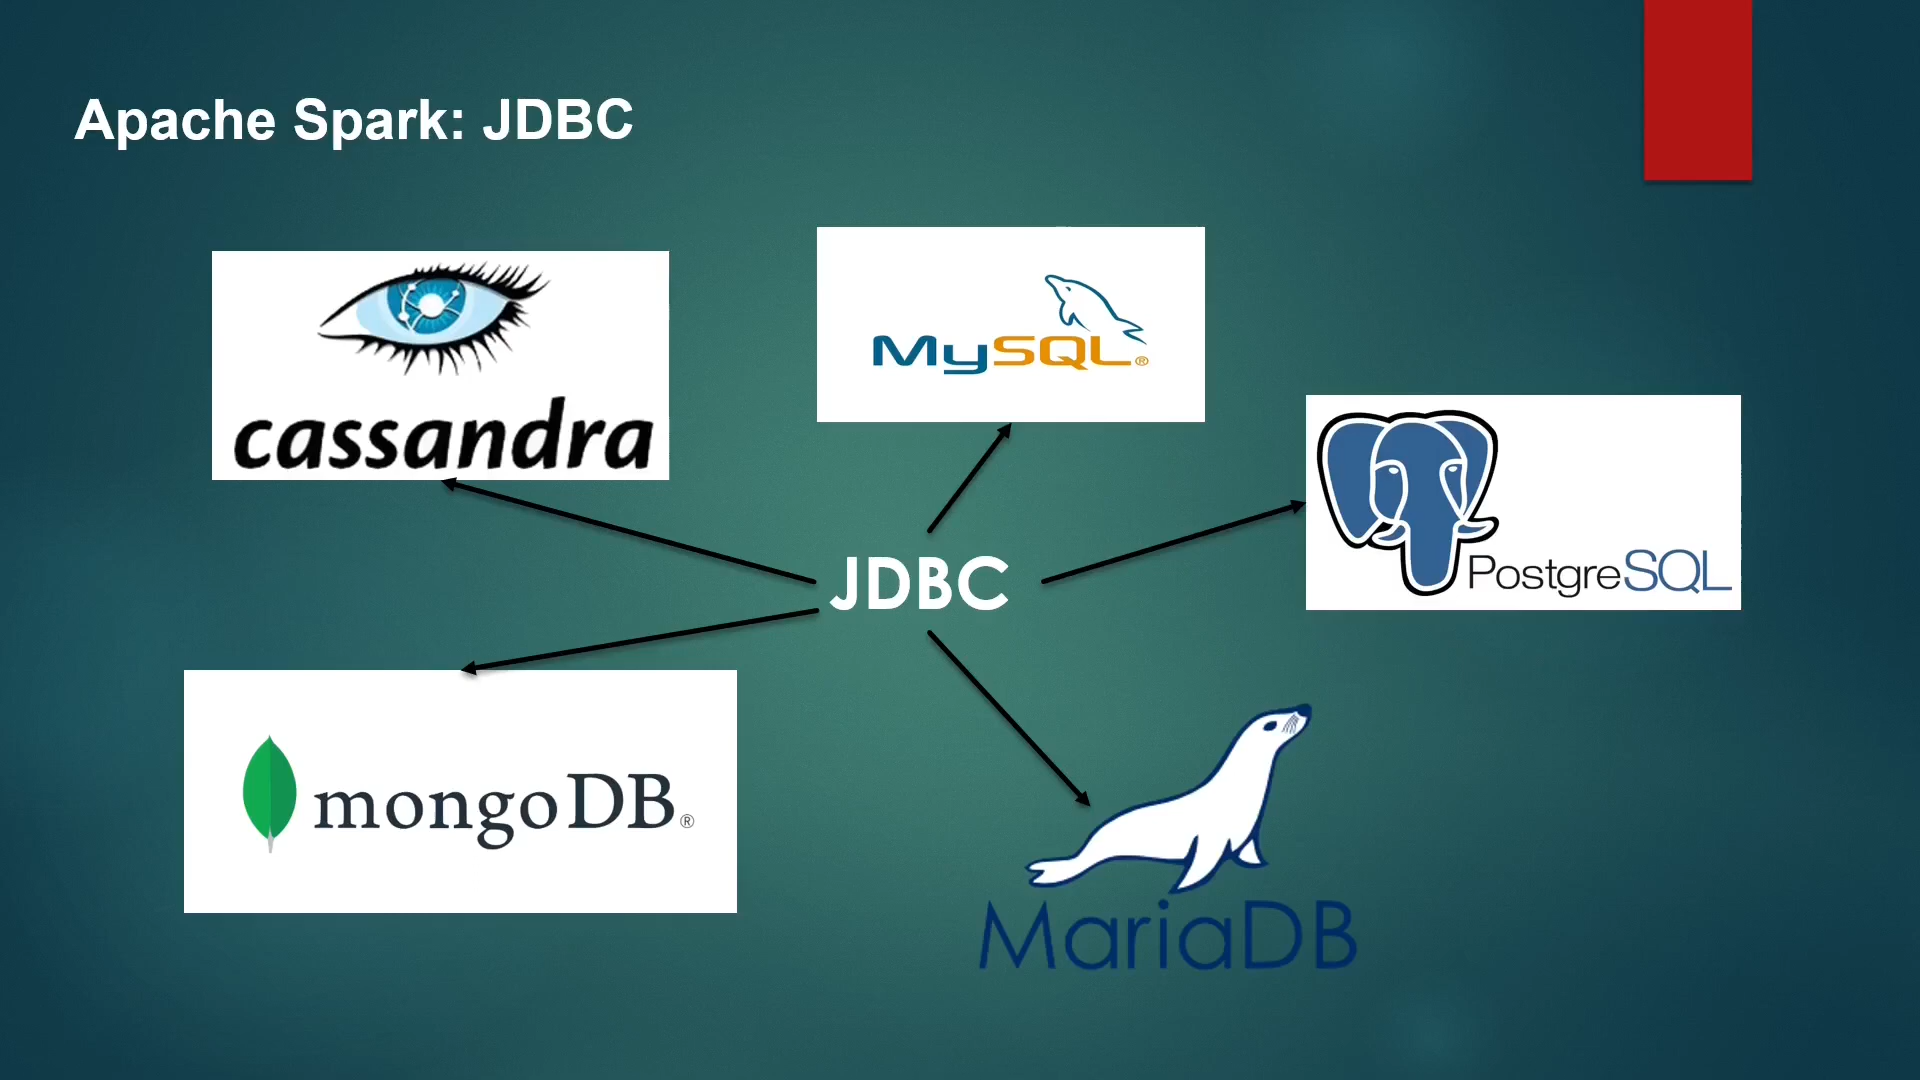 Apache Spark: JDBC
cassandra
MySQL®
PostgreSQL
JDBC
mongoDB®
MariaDB